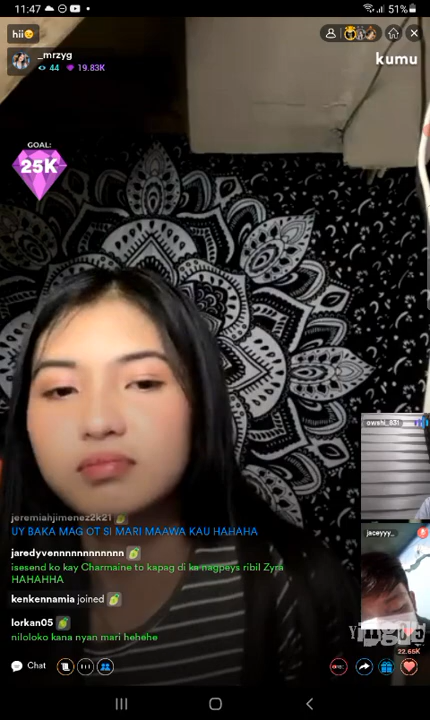 11:47
51%
hii😏
_mrzyg
44 19.83K
kumu
GOAL:
25K
owshi_831
jeremiahjimenez2k21
UY BAKA MAG OT SI MARI MAAWA KAU HAHAHA
jaceyyy_
jaredyvennnnnnnnnnnn
isesend ko kay Charmaine to kapag di ka nagpeys ribil Zyra
HAHAHHA
kenkennamia joined
lorkan05
niloloko kana nyan mari hehehe
22.65K
Chat